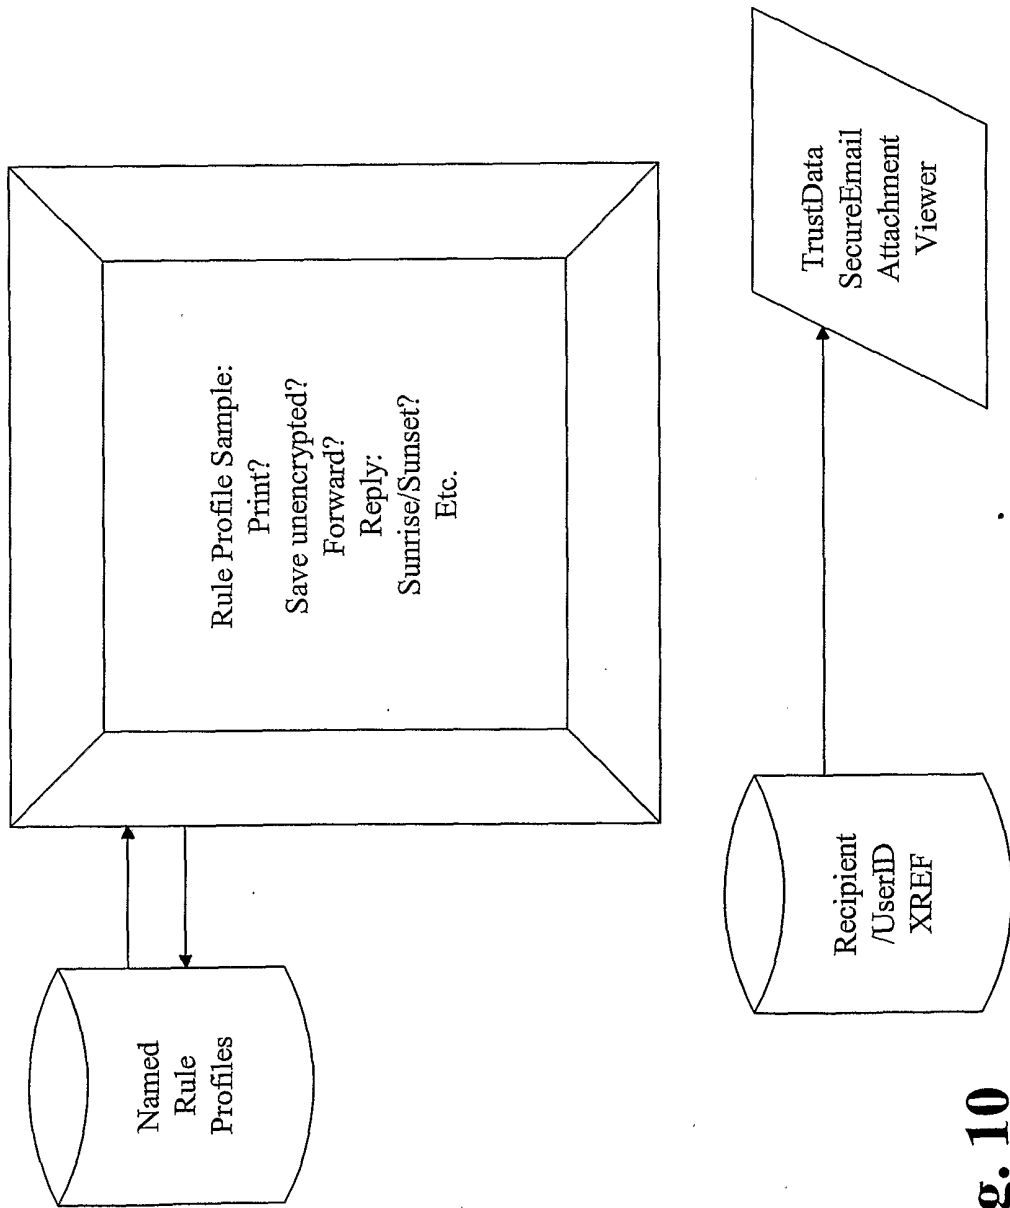 Named
Rule
Profiles
Rule Profile Sample:
Print?
Save unencrypted?
Forward?
Reply:
Sunrise/Sunset?
Etc.
Recipient
/UserID
XREF
TrustData
SecureEmail
Attachment
Viewer
g. 10